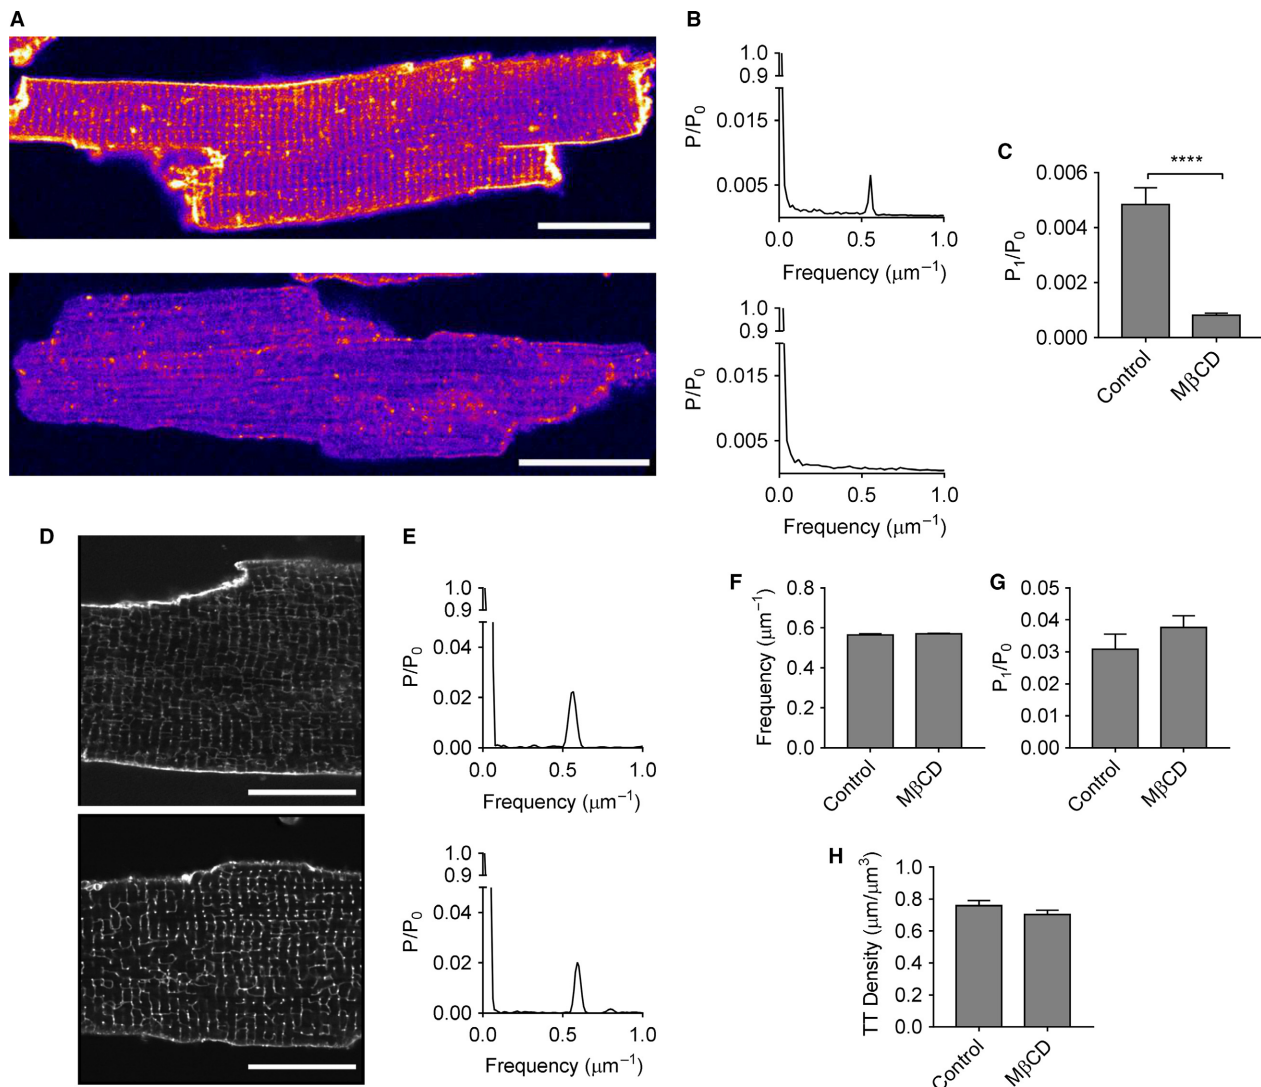 A
B
1.0
0.9
0.015
0.005
P/P0
0.0 0.5 1.0
Frequency (μm−1)
1.0
0.9
0.015
0.005
P/P0
0.0 0.5 1.0
Frequency (μm−1)
C
****
0.006
0.004
0.002
0.000
P1/P0
Control
MβCD
D
E
1.0
0.9
0.04
0.02
0.00
P/P0
0.0 0.5 1.0
Frequency (μm−1)
1.0
0.9
0.04
0.02
0.00
P/P0
0.0 0.5 1.0
Frequency (μm−1)
F
0.8
0.6
0.4
0.2
0.0
Frequency (μm−1)
Control
MβCD
G
0.05
0.04
0.03
0.02
0.01
0.00
P1/P0
Control
MβCD
H
1.0
0.8
0.6
0.4
0.2
0.0
TT Density (μm/μm3)
Control
MβCD